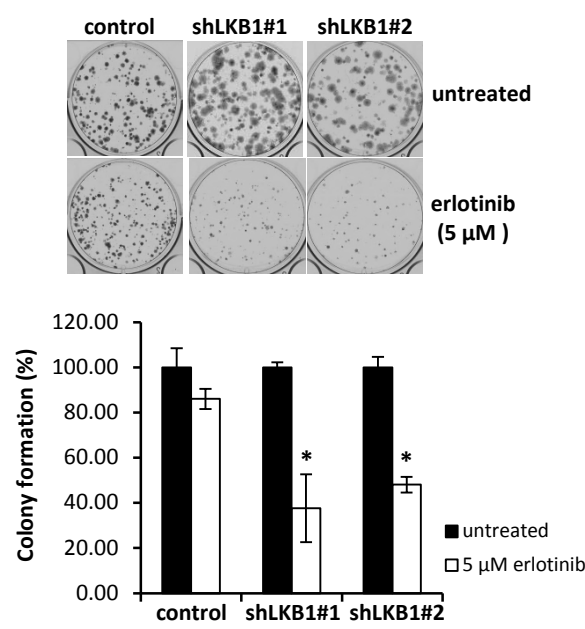 control shLKB1#1 shLKB1#2
untreated
erlotinib
(5 µM )
120.00
100.00
80.00
60.00
40.00
20.00
0.00
Colony formation (%)
* *
control shLKB1#1 shLKB1#2
untreated
5 µM erlotinib